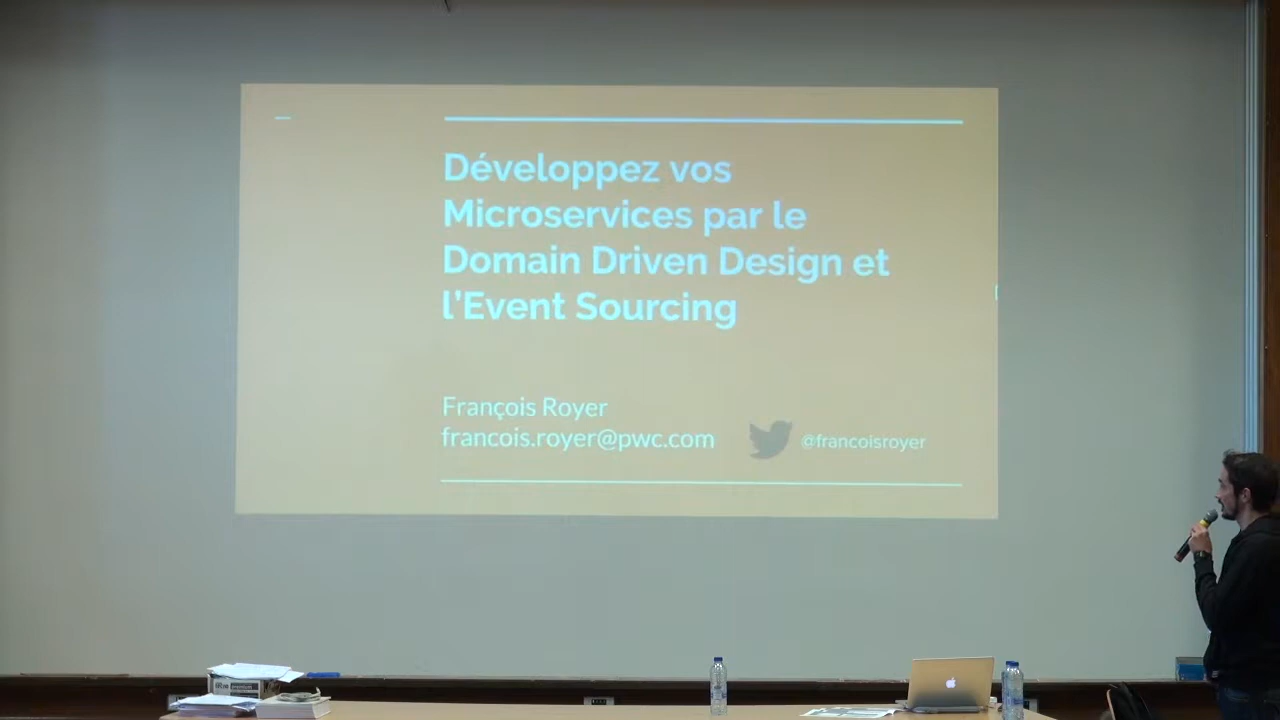 Développez vos
Microservices par le
Domain Driven Design et
l'Event Sourcing
François Royer
francois.royer@pwc.com
@francoisroyer